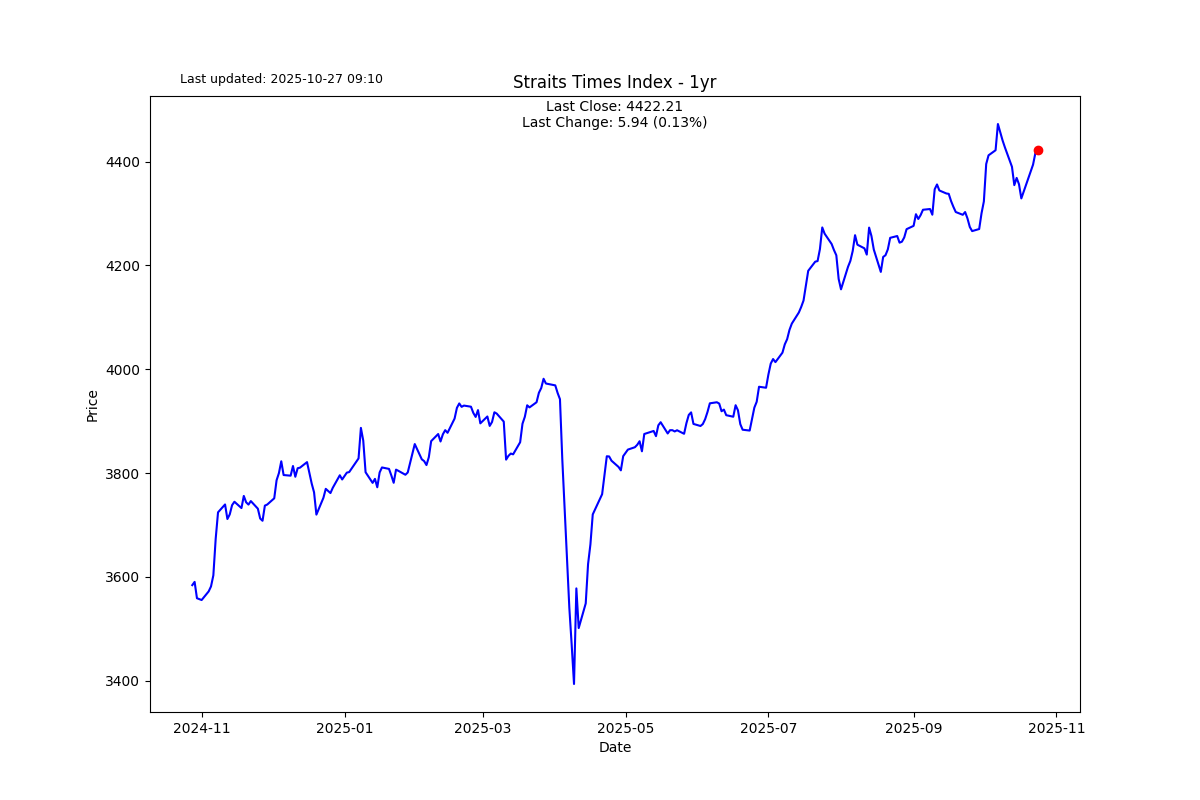 Last updated: 2025-10-27 09:10
Straits Times Index - 1yr
Last Close: 4422.21
Last Change: 5.94 (0.13%)
4400
4200
4000
3800
3600
3400
Price
2024-11
2025-01
2025-03
2025-05
2025-07
2025-09
2025-11
Date